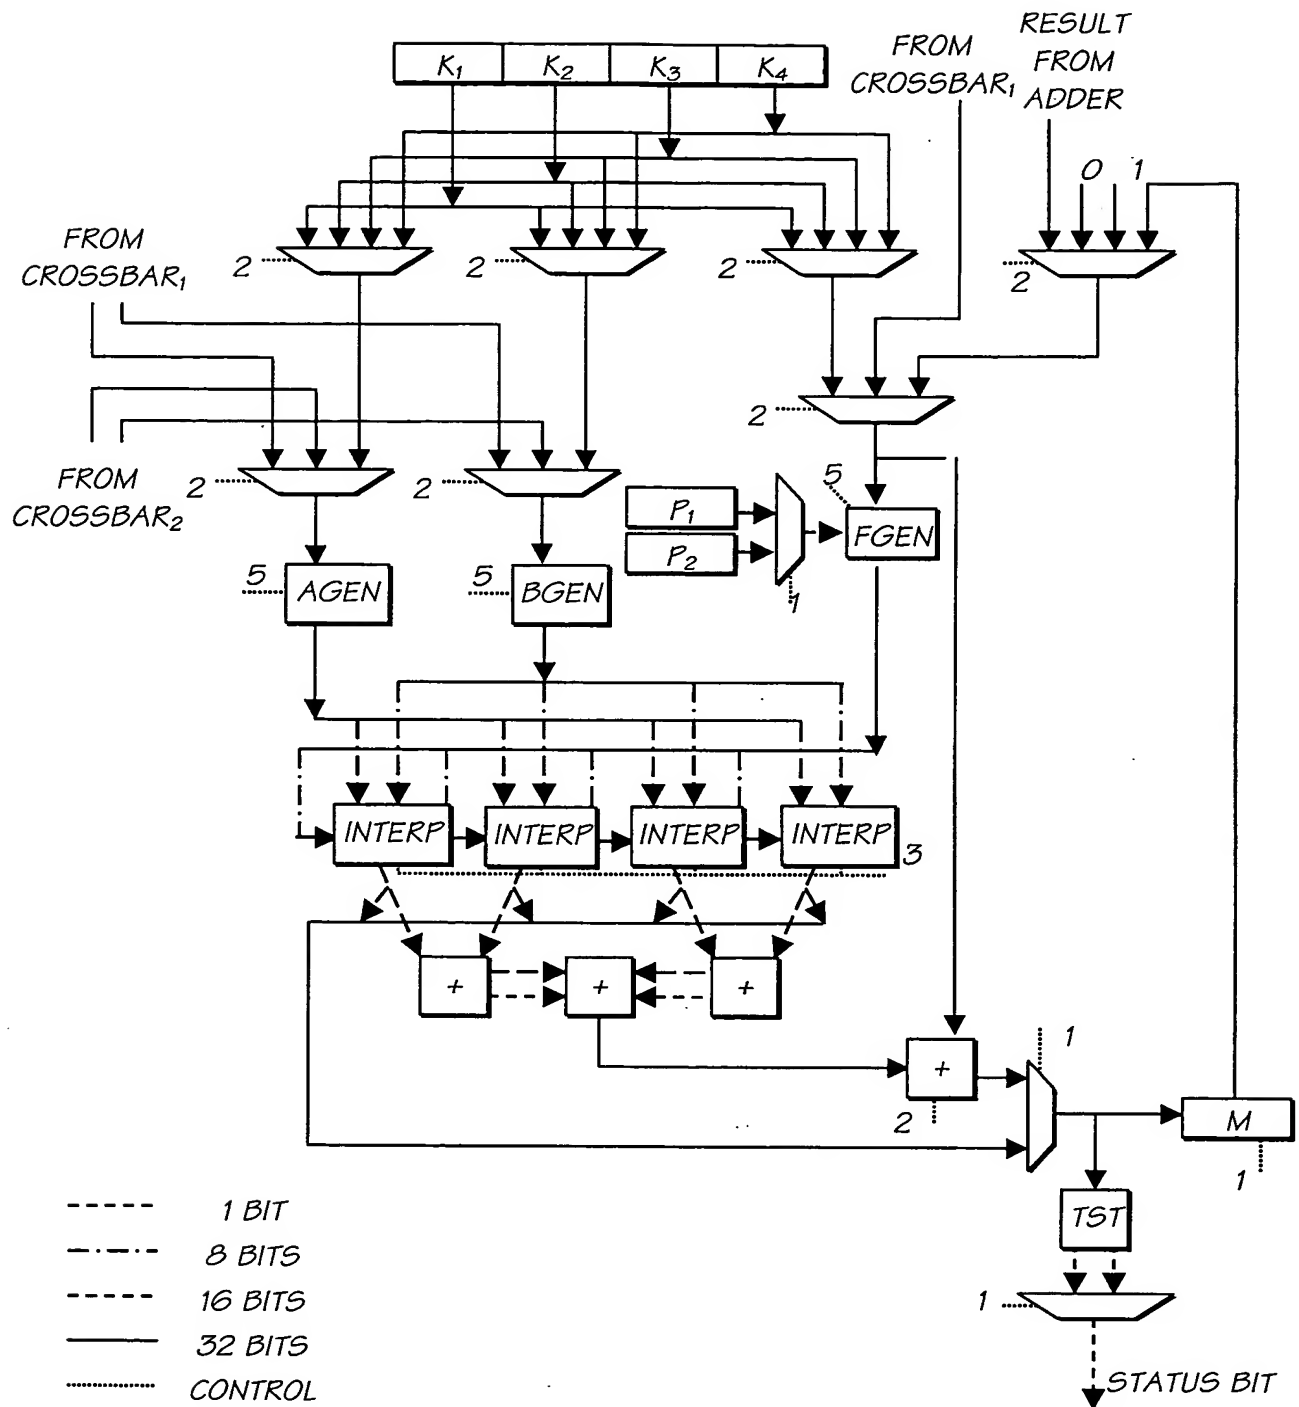 RESULT
FROM
ADDER
FROM
CROSSBAR1
K1 K2 K3 K4
0 1
FROM
CROSSBAR1
2 2 2 2
2
FROM
CROSSBAR2
2 2
P1
P2
1
5
FGEN
5 AGEN
5 BGEN
INTERP INTERP INTERP INTERP 3
+ + +
+
2
1
M
1
TST
1
STATUS BIT
1 BIT
8 BITS
16 BITS
32 BITS
CONTROL